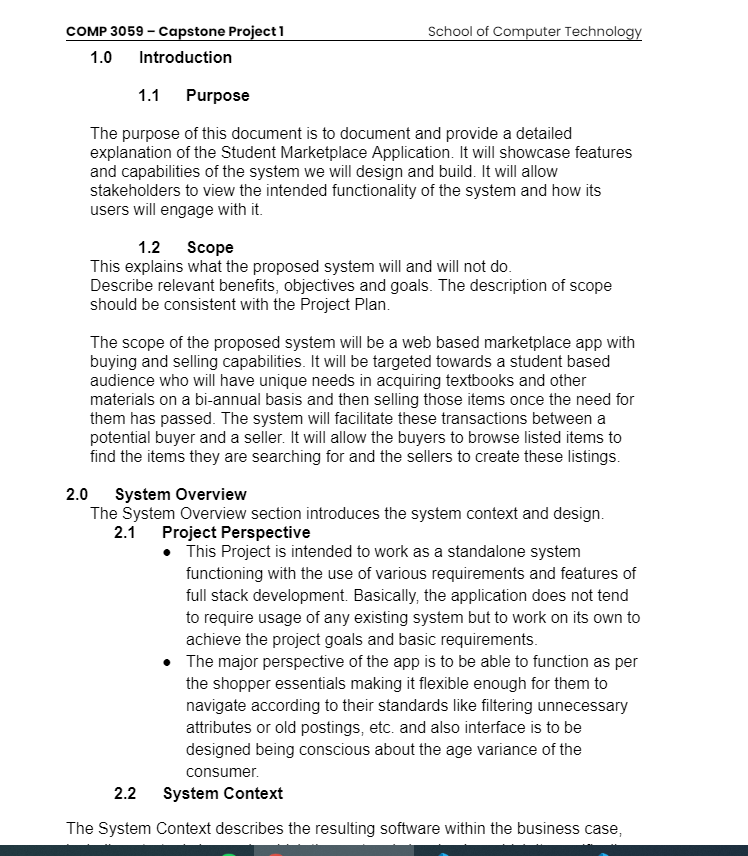 COMP 3059 – Capstone Project 1 School of Computer Technology
1.0 Introduction
1.1 Purpose
The purpose of this document is to document and provide a detailed
explanation of the Student Marketplace Application. It will showcase features
and capabilities of the system we will design and build. It will allow
stakeholders to view the intended functionality of the system and how its
users will engage with it.
1.2 Scope
This explains what the proposed system will and will not do.
Describe relevant benefits, objectives and goals. The description of scope
should be consistent with the Project Plan.
The scope of the proposed system will be a web based marketplace app with
buying and selling capabilities. It will be targeted towards a student based
audience who will have unique needs in acquiring textbooks and other
materials on a bi-annual basis and then selling those items once the need for
them has passed. The system will facilitate these transactions between a
potential buyer and a seller. It will allow the buyers to browse listed items to
find the items they are searching for and the sellers to create these listings.
2.0 System Overview
The System Overview section introduces the system context and design.
2.1 Project Perspective
● This Project is intended to work as a standalone system
functioning with the use of various requirements and features of
full stack development. Basically, the application does not tend
to require usage of any existing system but to work on its own to
achieve the project goals and basic requirements.
● The major perspective of the app is to be able to function as per
the shopper essentials making it flexible enough for them to
navigate according to their standards like filtering unnecessary
attributes or old postings, etc. and also interface is to be
designed being conscious about the age variance of the
consumer.
2.2 System Context
The System Context describes the resulting software within the business case,